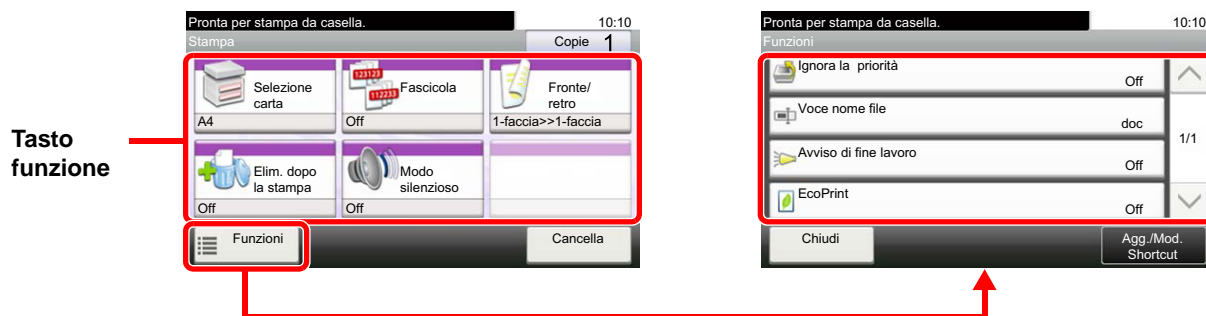 Pronta per stampa da casella.
10:10
Stampa
Copie 1
123123
112233
Selezione
carta
A4
Fascicola
Off
Fronte/
retro
1-faccia>>1-faccia
Elim. dopo
la stampa
Off
Modo
silenzioso
Off
Funzioni
Cancella
Tasto
funzione
Pronta per stampa da casella.
10:10
Funzioni
Ignora la priorità
Off
Voce nome file
doc
Avviso di fine lavoro
Off
EcoPrint
Off
1/1
Chiudi
Agg./Mod.
Shortcut